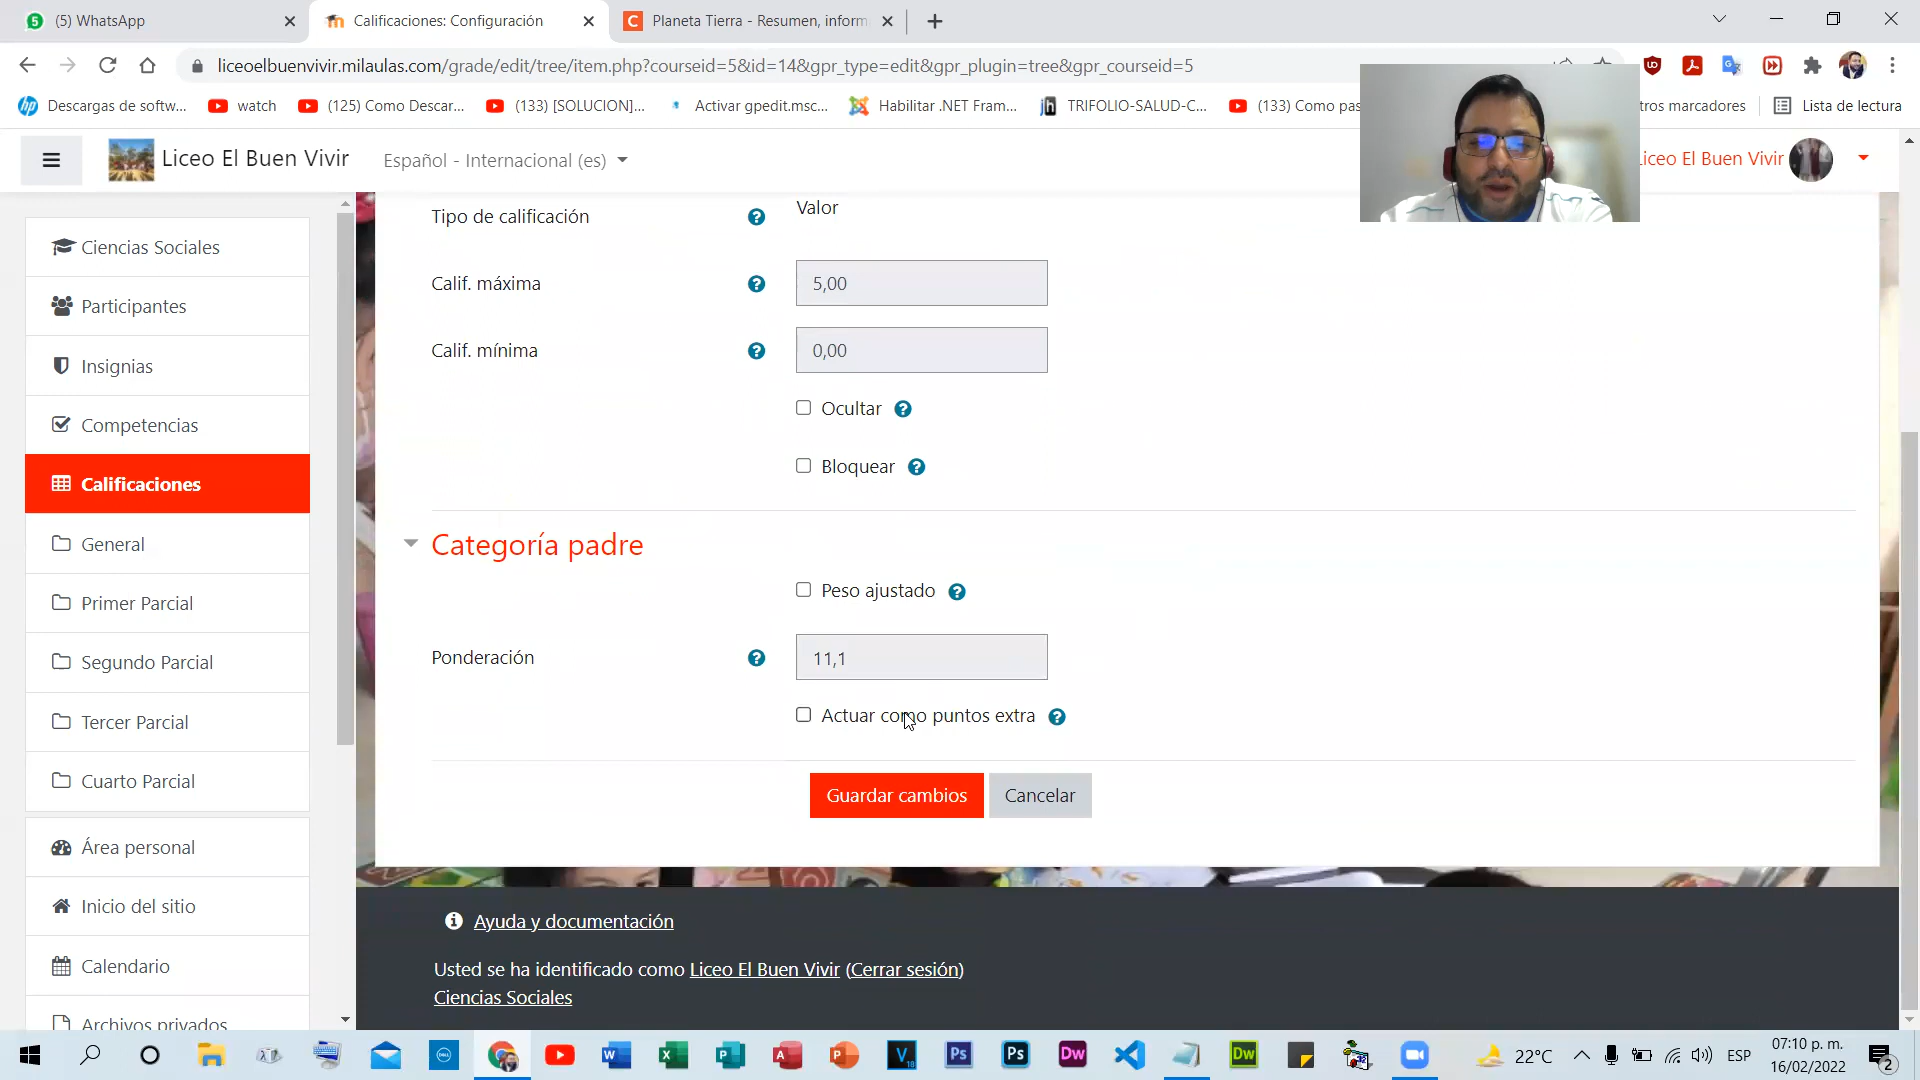 (5) WhatsApp
Calificaciones: Configuración
Planeta Tierra - Resumen, inform
liceoelbuenvivir.milaulas.com/grade/edit/tree/item.php?courseid=5&id=14&gpr_type=edit&gpr_plugin=tree&gpr_courseid=5
Descargas de softw...
watch
(125) Como Descar...
(133) [SOLUCION]...
Activar gpedit.msc...
Habilitar .NET Fram...
TRIFOLIO-SALUD-C...
(133) Como pas
tros marcadores
Lista de lectura
Liceo El Buen Vivir
Español - Internacional (es)
Liceo El Buen Vivir
Ciencias Sociales
Participantes
Insignias
Competencias
Calificaciones
General
Primer Parcial
Segundo Parcial
Tercer Parcial
Cuarto Parcial
Área personal
Inicio del sitio
Calendario
Archivos privados
Tipo de calificación
Valor
Calif. máxima
5,00
Calif. mínima
0,00
Ocultar
Bloquear
Categoría padre
Peso ajustado
Ponderación
11,1
Actuar como puntos extra
Guardar cambios
Cancelar
Ayuda y documentación
Usted se ha identificado como Liceo El Buen Vivir (Cerrar sesión)
Ciencias Sociales
22°C
ESP
07:10 p. m.
16/02/2022
2